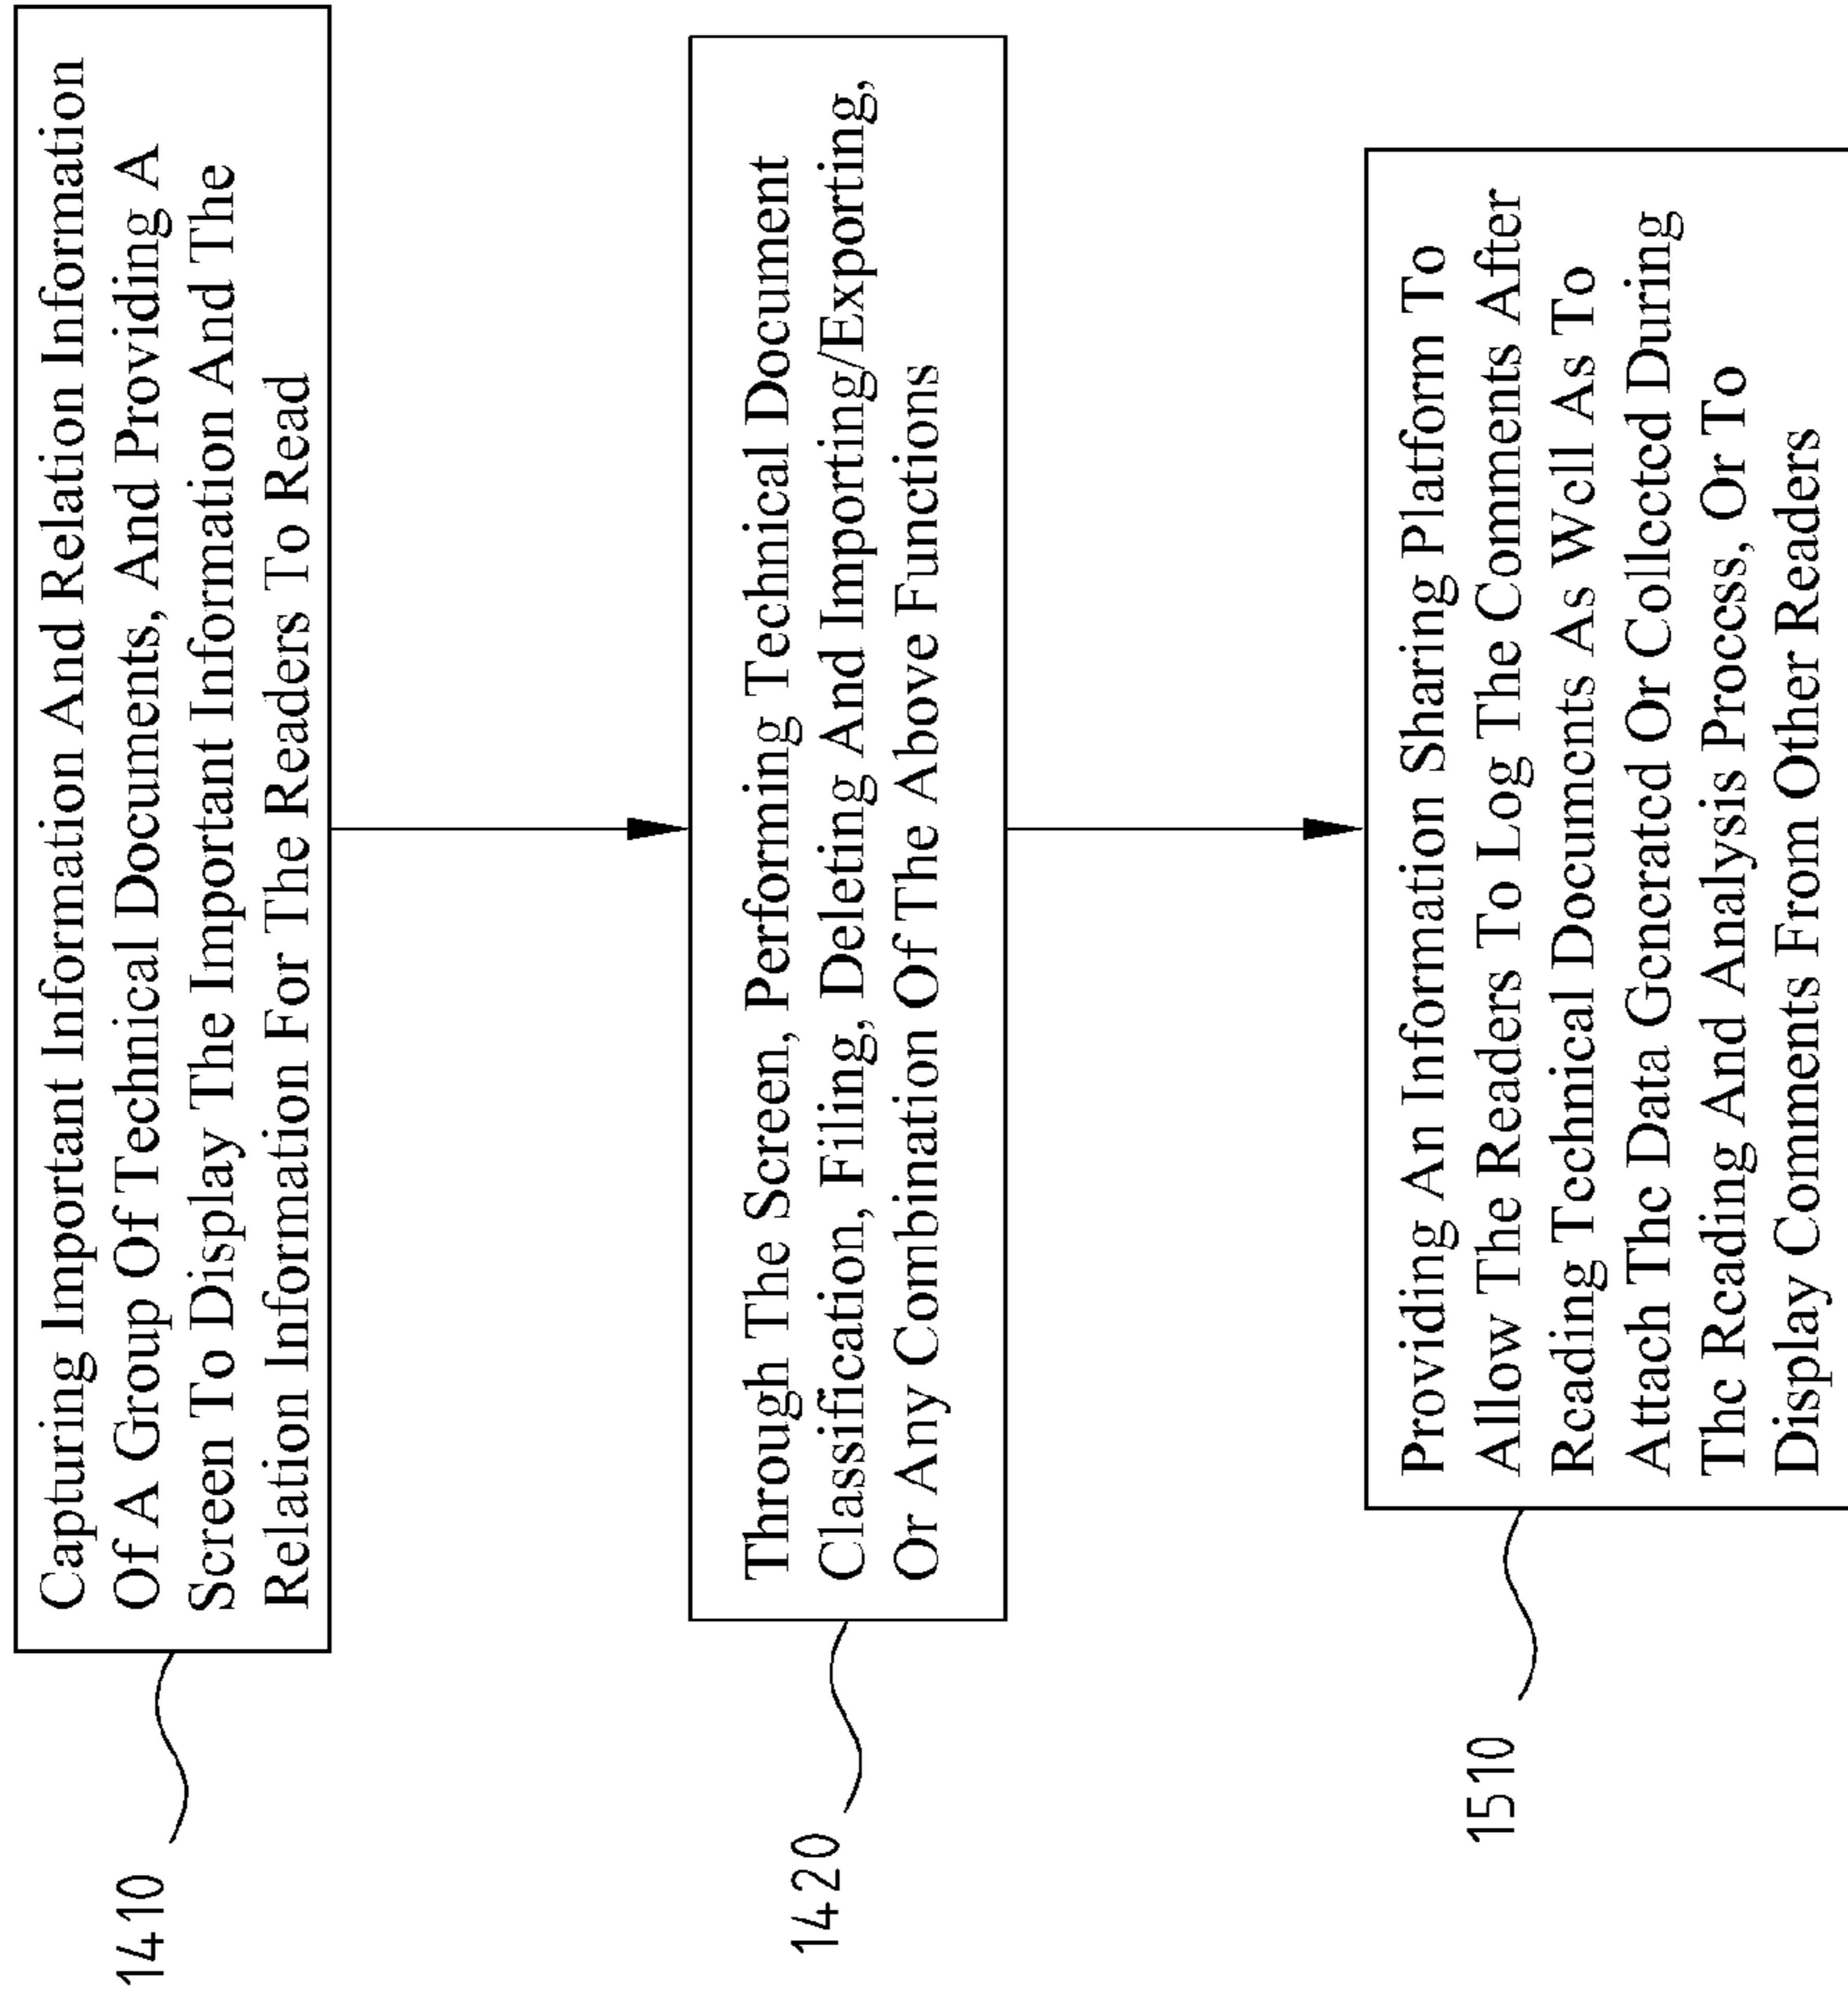 Capturing Important Information And Relation Information
Of A Group Of Technical Documents, And Providing A
Screen To Display The Important Information And The
Relation Information For The Readers To Read
1410
Through The Screen, Performing Technical Document
Classification, Filing, Deleting And Importing/Exporting,
Or Any Combination Of The Above Functions
1420
Providing An Information Sharing Platform To
Allow The Readers To Log The Comments After
Reading Technical Documents As Well As To
Attach The Data Generated Or Collected During
The Reading And Analysis Process, Or To
Display Comments From Other Readers
1510